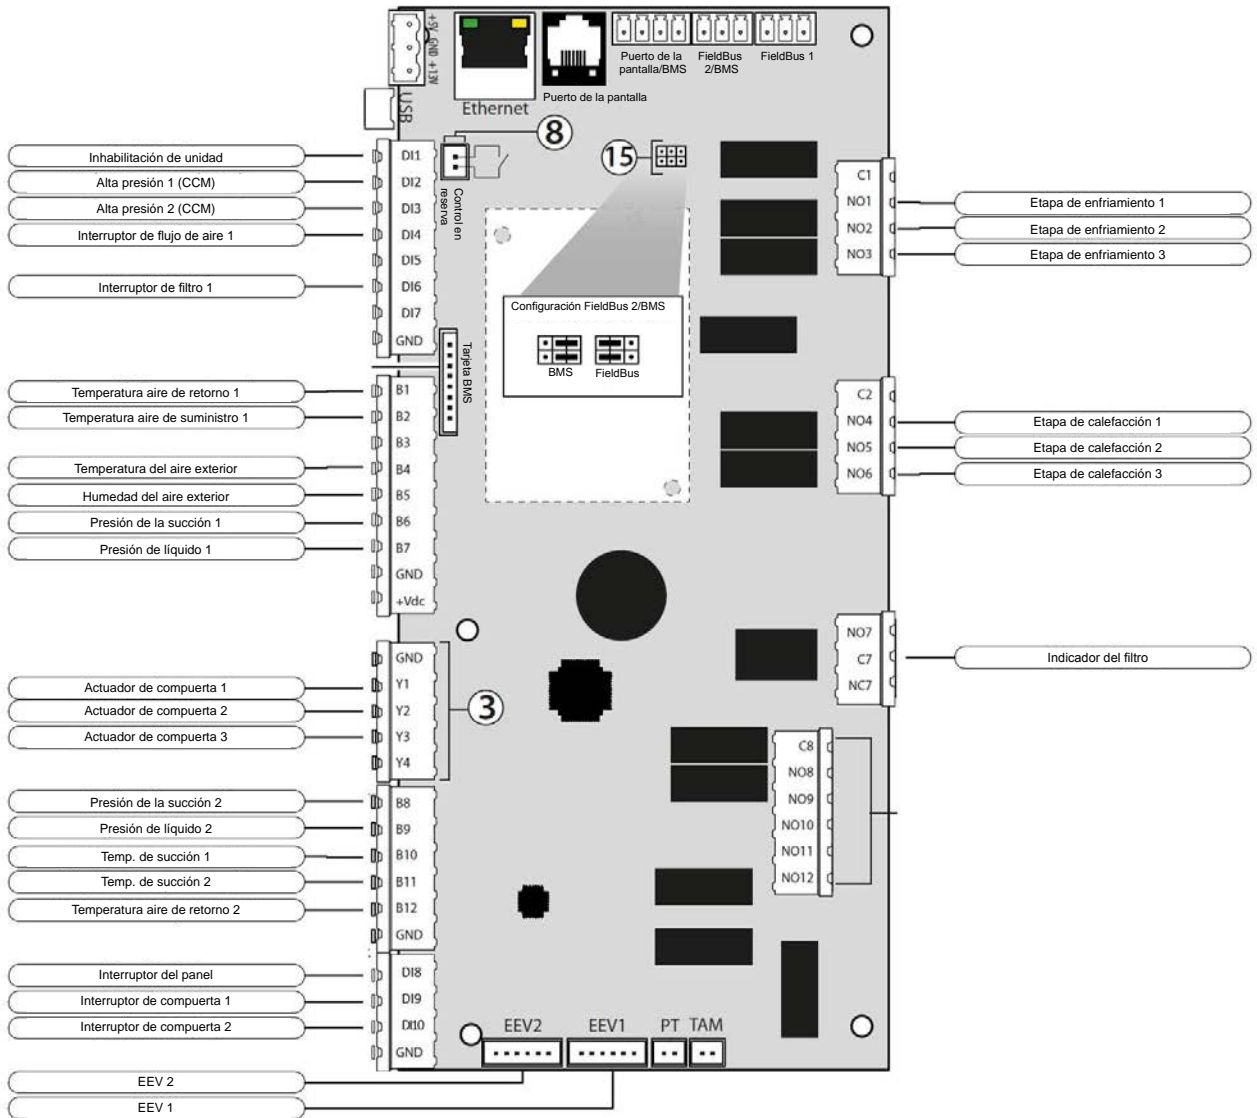 +5V GND +13V
USB
Ethernet
Puerto de la pantalla
Puerto de la
pantalla/BMS
FieldBus
2/BMS
FieldBus 1
8
15
Control en
reserva
Inhabilitación de unidad
Alta presión 1 (CCM)
Alta presión 2 (CCM)
Interruptor de flujo de aire 1
Interruptor de filtro 1
DI1
DI2
DI3
DI4
DI5
DI6
DI7
GND
Tarjeta BMS
Configuración FieldBus 2/BMS
BMS
FieldBus
C1
NO1
NO2
NO3
Etapa de enfriamiento 1
Etapa de enfriamiento 2
Etapa de enfriamiento 3
Temperatura aire de retorno 1
Temperatura aire de suministro 1
Temperatura del aire exterior
Humedad del aire exterior
Presión de la succión 1
Presión de líquido 1
B1
B2
B3
B4
B5
B6
B7
GND
+Vdc
C2
NO4
NO5
NO6
Etapa de calefacción 1
Etapa de calefacción 2
Etapa de calefacción 3
Actuador de compuerta 1
Actuador de compuerta 2
Actuador de compuerta 3
GND
Y1
Y2
Y3
Y4
3
NO7
C7
NC7
Indicador del filtro
Presión de la succión 2
Presión de líquido 2
Temp. de succión 1
Temp. de succión 2
Temperatura aire de retorno 2
B8
B9
B10
B11
B12
GND
C8
NO8
NO9
NO10
NO11
NO12
Interruptor del panel
Interruptor de compuerta 1
Interruptor de compuerta 2
DI8
DI9
DI10
GND
EEV2
EEV1
PT
TAM
EEV 2
EEV 1